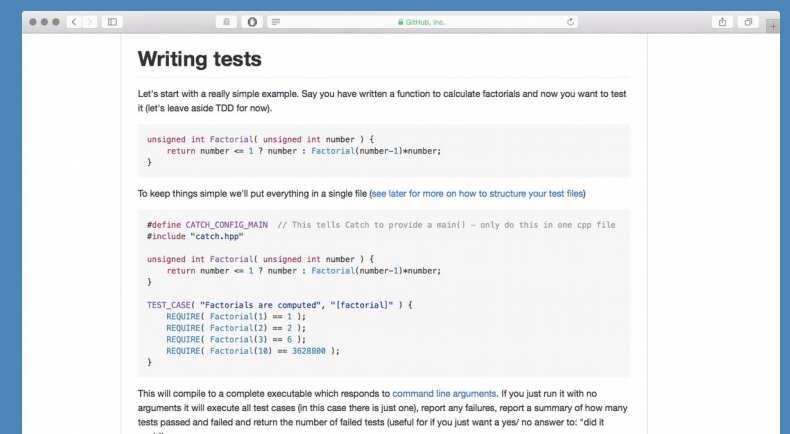 GitHub, Inc.
Writing tests
Let's start with a really simple example. Say you have written a function to calculate factorials and now you want to test
it (let's leave aside TDD for now).
unsigned int Factorial( unsigned int number ) {
    return number <= 1 ? number : Factorial(number-1)*number;
}
To keep things simple we'll put everything in a single file (see later for more on how to structure your test files)
#define CATCH_CONFIG_MAIN  // This tells Catch to provide a main() - only do this in one cpp file
#include "catch.hpp"
unsigned int Factorial( unsigned int number ) {
    return number <= 1 ? number : Factorial(number-1)*number;
}
TEST_CASE( "Factorials are computed", "[factorial]" ) {
    REQUIRE( Factorial(1) == 1 );
    REQUIRE( Factorial(2) == 2 );
    REQUIRE( Factorial(3) == 6 );
    REQUIRE( Factorial(10) == 3628800 );
}
This will compile to a complete executable which responds to command line arguments. If you just run it with no
arguments it will execute all test cases (in this case there is just one), report any failures, report a summary of how many
tests passed and failed and return the number of failed tests (useful for if you just want a yes/ no answer to: "did it